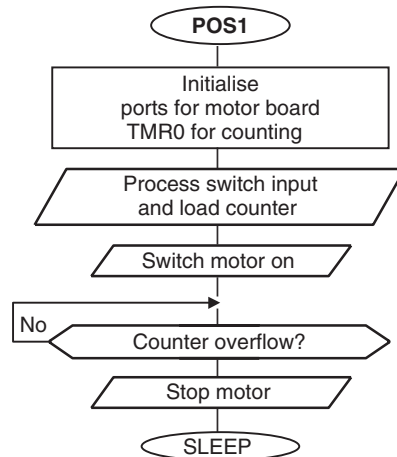 POS1
Initialise
ports for motor board
TMR0 for counting
Process switch input
and load counter
Switch motor on
No
Counter overflow?
Stop motor
SLEEP